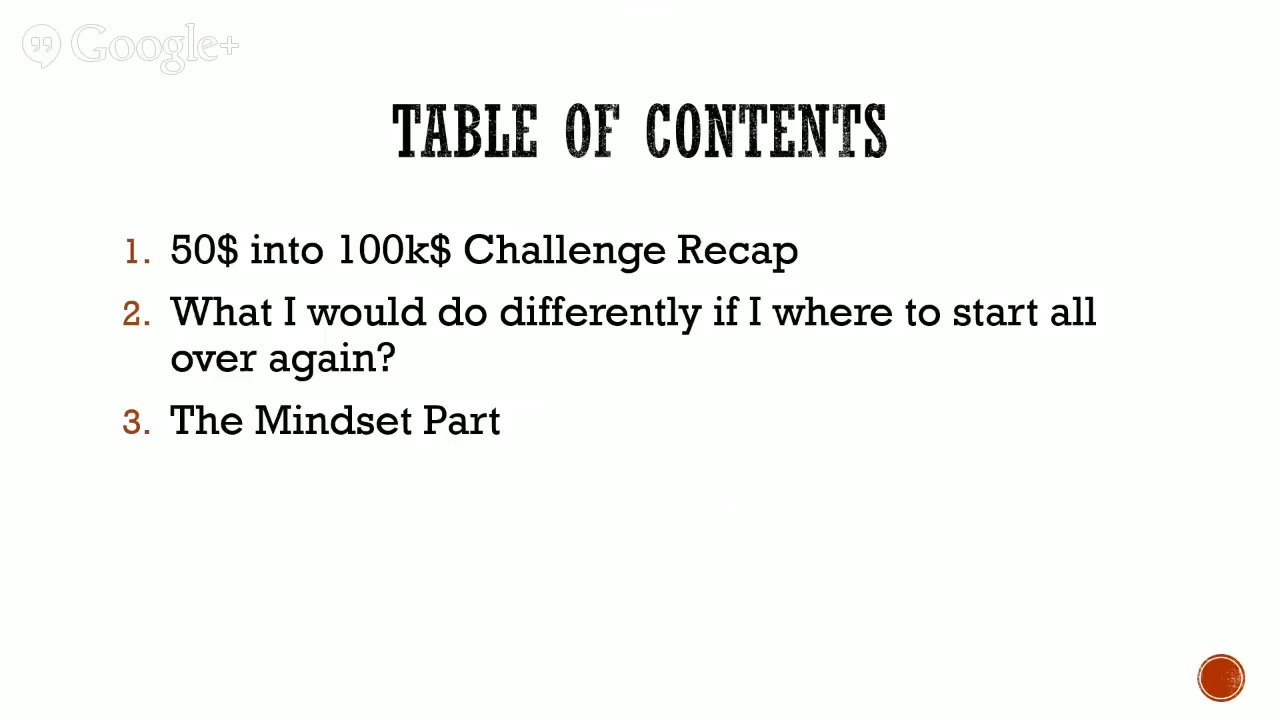 Google+
TABLE OF CONTENTS
1. 50$ into 100k$ Challenge Recap
2. What I would do differently if I where to start all
over again?
3. The Mindset Part